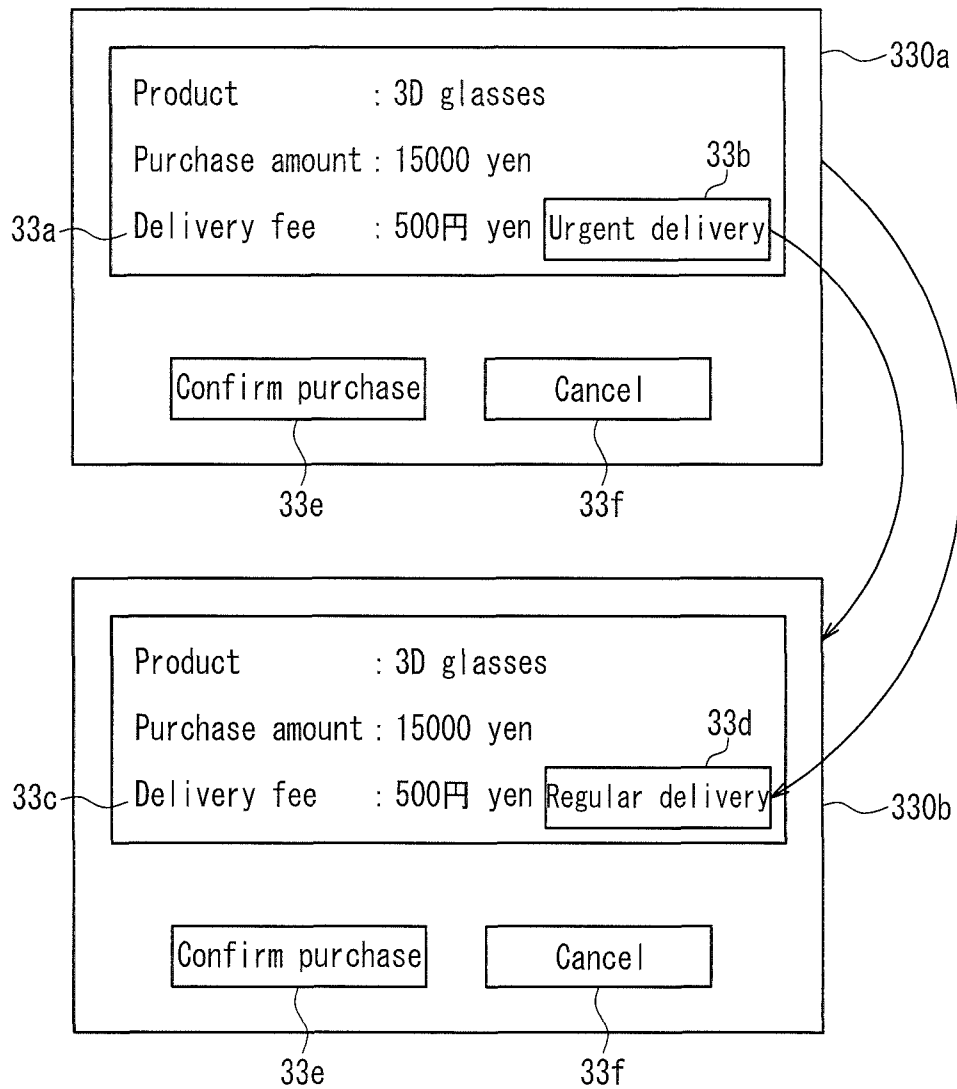 330a
Product : 3D glasses
Purchase amount : 15000 yen
33b
33a
Delivery fee : 500円 yen
Urgent delivery
Confirm purchase
Cancel
33e
33f
Product : 3D glasses
Purchase amount : 15000 yen
33d
33c
Delivery fee : 500円 yen
Regular delivery
330b
Confirm purchase
Cancel
33e
33f